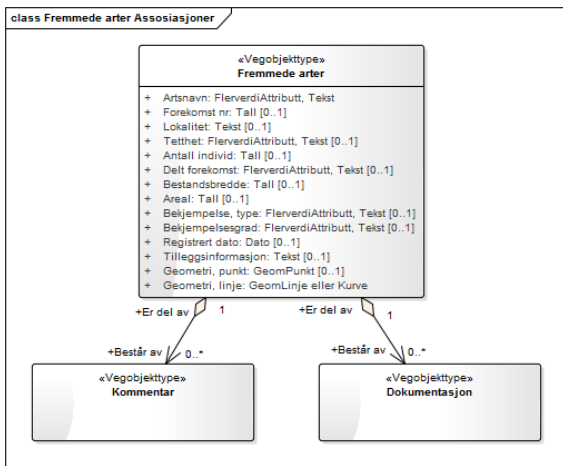 class Fremmede arter Assosiasjoner
«Vegobjekttype»
Fremmede arter
+ Artsnavn: FlerverdiAttributt, Tekst
+ Forekomst nr: Tall [0..1]
+ Lokalitet: Tekst [0..1]
+ Tetthet: FlerverdiAttributt, Tekst [0..1]
+ Antall individ: Tall [0..1]
+ Delt forekomst: FlerverdiAttributt, Tekst [0..1]
+ Bestandsbredde: Tall [0..1]
+ Areal: Tall [0..1]
+ Bekjempelse, type: FlerverdiAttributt, Tekst [0..1]
+ Bekjempelsesgrad: FlerverdiAttributt, Tekst [0..1]
+ Registrert dato: Dato [0..1]
+ Tilleggsinformasjon: Tekst [0..1]
+ Geometri, punkt: GeomPunkt [0..1]
+ Geometri, linje: GeomLinje eller Kurve
+Er del av 1 +Er del av 1
+Består av 0..* +Består av 0..*
«Vegobjekttype» «Vegobjekttype»
Kommentar Dokumentasjon